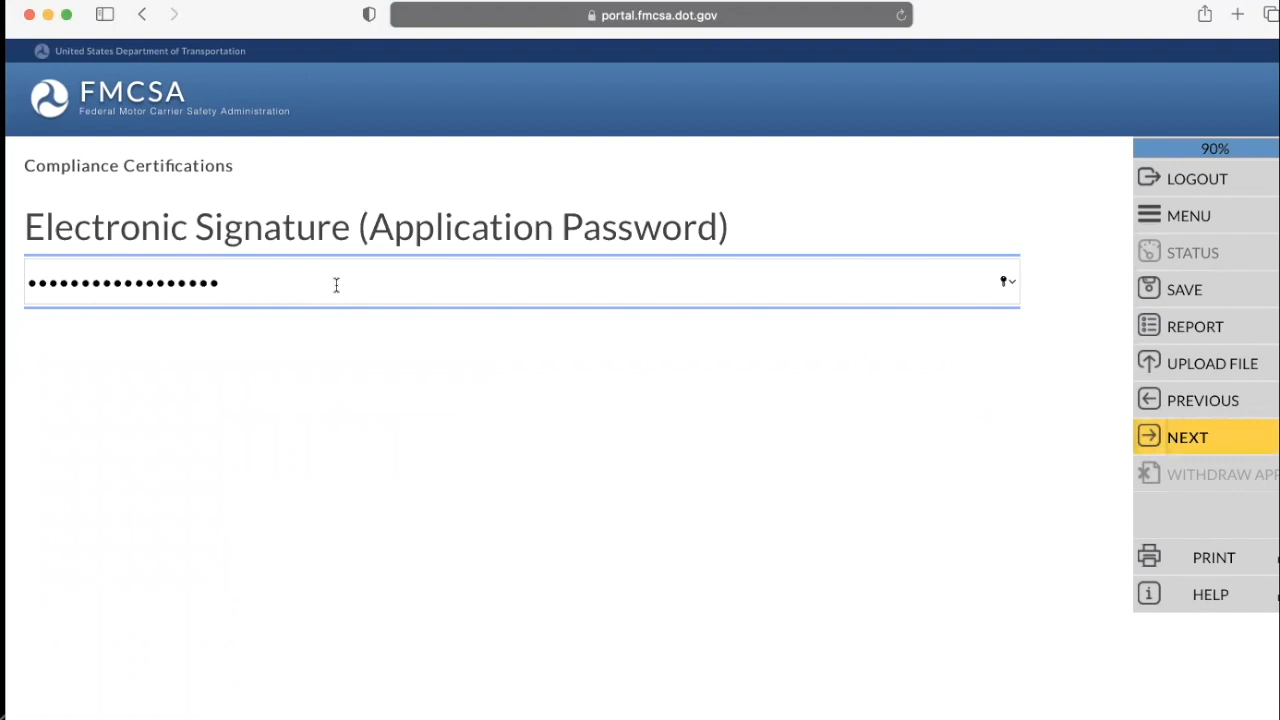 portal.fmcsa.dot.gov
United States Department of Transportation
FMCSA
Federal Motor Carrier Safety Administration
Compliance Certifications
Electronic Signature (Application Password)
••••••••••••••••••
90%
LOGOUT
MENU
STATUS
SAVE
REPORT
UPLOAD FILE
PREVIOUS
NEXT
WITHDRAW APP
PRINT
HELP